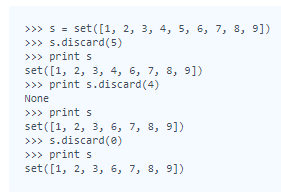 >>> s = set([1, 2, 3, 4, 5, 6, 7, 8, 9])
>>> s.discard(5)
>>> print s
set([1, 2, 3, 4, 6, 7, 8, 9])
>>> print s.discard(4)
None
>>> print s
set([1, 2, 3, 6, 7, 8, 9])
>>> s.discard(0)
>>> print s
set([1, 2, 3, 6, 7, 8, 9])